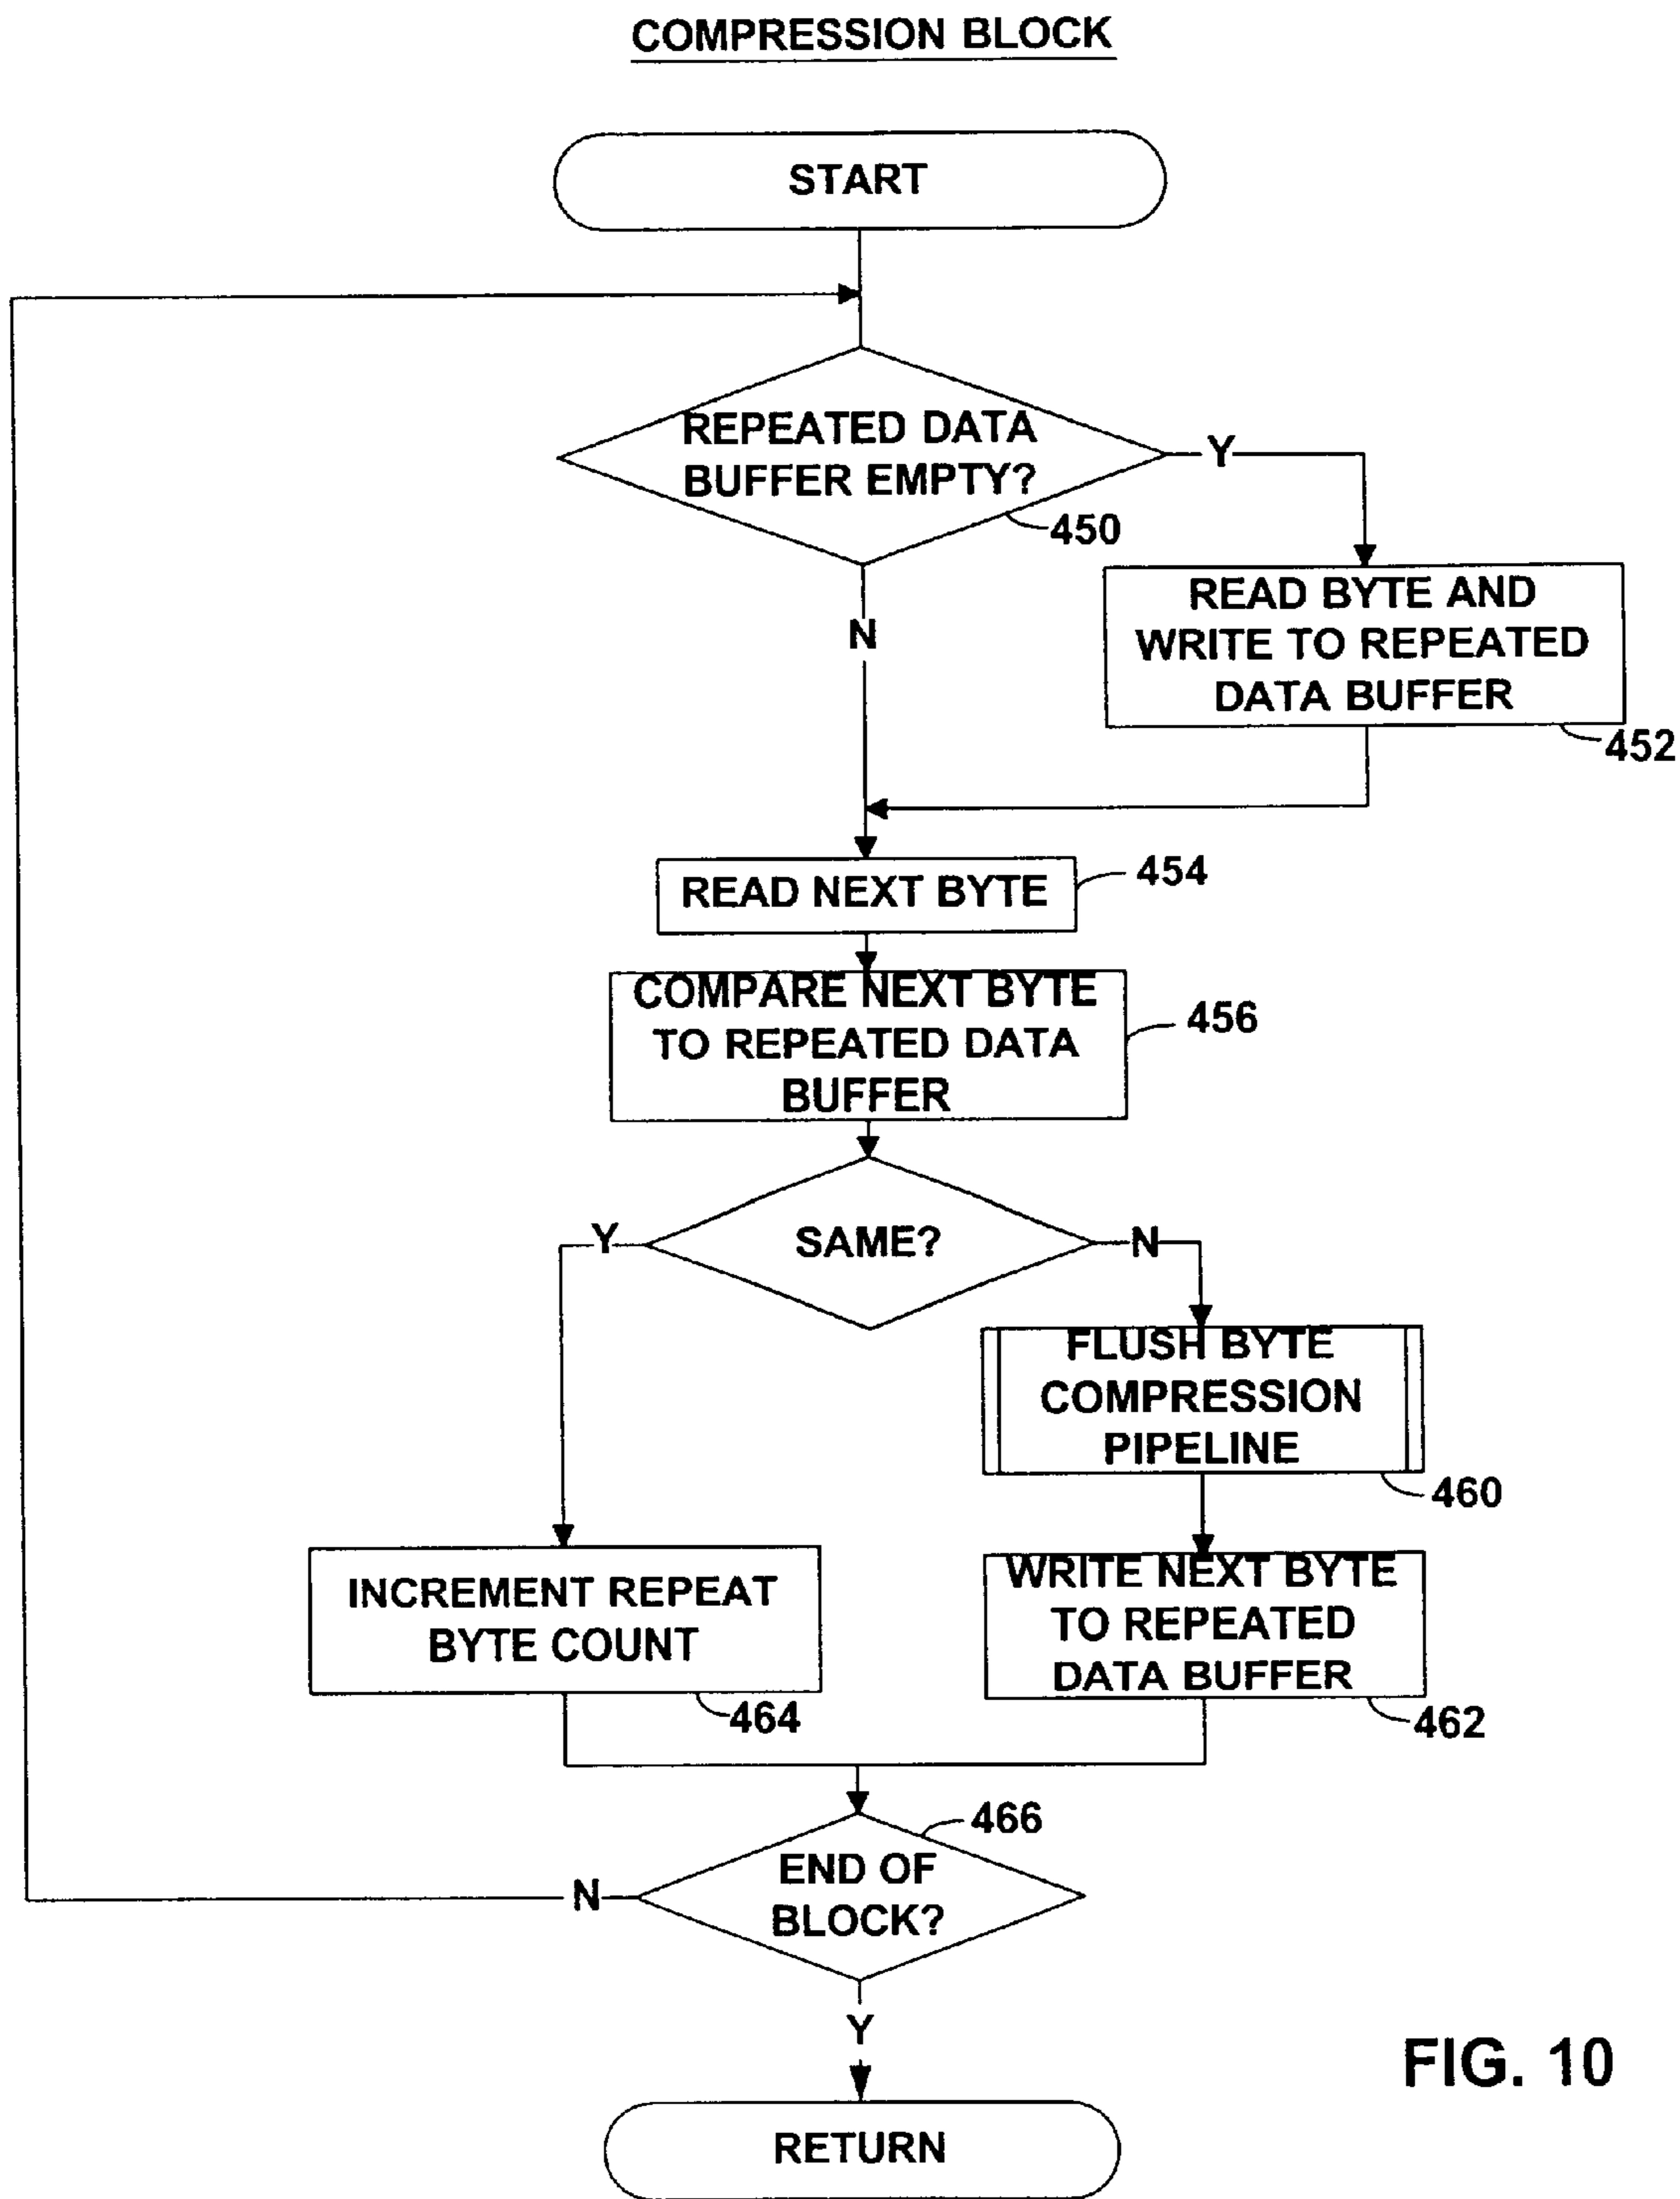 COMPRESSION BLOCK
START
REPEATED DATA
BUFFER EMPTY?
Y
450
N
READ BYTE AND
WRITE TO REPEATED
DATA BUFFER
452
READ NEXT BYTE
454
COMPARE NEXT BYTE
TO REPEATED DATA
BUFFER
456
SAME?
Y
N
FLUSH BYTE
COMPRESSION
PIPELINE
460
INCREMENT REPEAT
BYTE COUNT
464
WRITE NEXT BYTE
TO REPEATED
DATA BUFFER
462
466
END OF
BLOCK?
N
Y
RETURN
FIG. 10